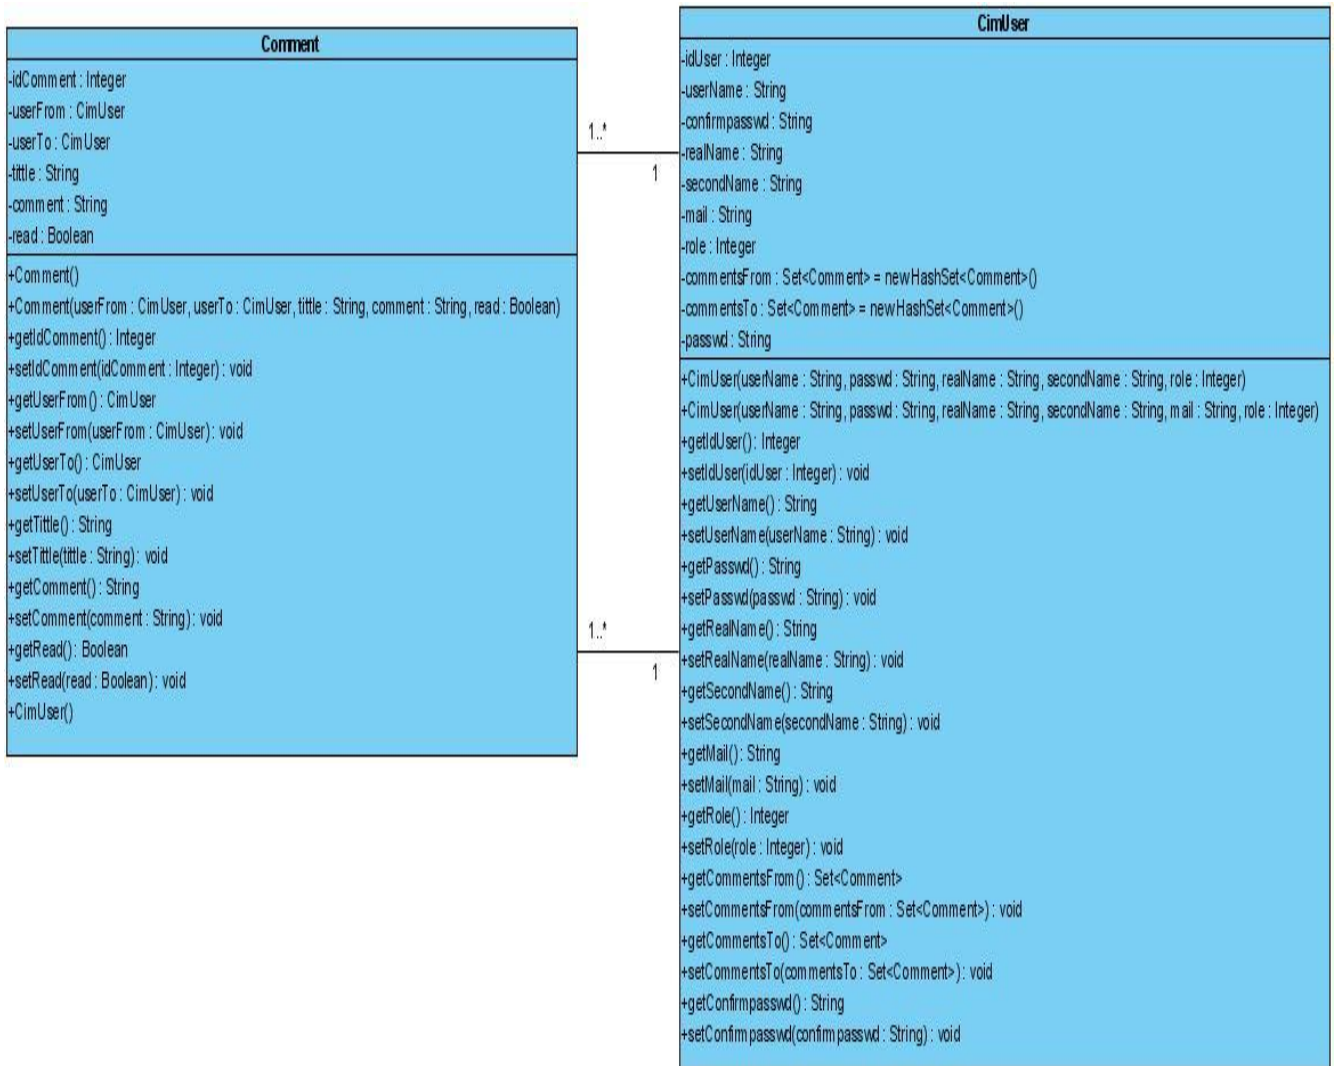 Comment
-idComment : Integer
-userFrom : CimUser
-userTo : CimUser
-tittle : String
-comment : String
-read : Boolean
+Comment()
+Comment(userFrom : CimUser, userTo : CimUser, tittle : String, comment : String, read : Boolean)
+getIdComment() : Integer
+setIdComment(idComment : Integer) : void
+getUserFrom() : CimUser
+setUserFrom(userFrom : CimUser) : void
+getUserTo() : CimUser
+setUserTo(userTo : CimUser) : void
+getTittle() : String
+setTittle(tittle : String) : void
+getComment() : String
+setComment(comment : String) : void
+getRead() : Boolean
+setRead(read : Boolean) : void
+CimUser()
1..*
1
1..*
1
CimUser
-idUser : Integer
-userName : String
-confirmpasswd : String
-realName : String
-secondName : String
-mail : String
-role : Integer
-commentsFrom : Set<Comment> = newHashSet<Comment>()
-commentsTo : Set<Comment> = newHashSet<Comment>()
-passwd : String
+CimUser(userName : String, passwd : String, realName : String, secondName : String, role : Integer)
+CimUser(userName : String, passwd : String, realName : String, secondName : String, mail : String, role : Integer)
+getIdUser() : Integer
+setIdUser(idUser : Integer) : void
+getUserName() : String
+setUserName(userName : String) : void
+getPasswd() : String
+setPasswd(passwd : String) : void
+getRealName() : String
+setRealName(realName : String) : void
+getSecondName() : String
+setSecondName(secondName : String) : void
+getMail() : String
+setMail(mail : String) : void
+getRole() : Integer
+setRole(role : Integer) : void
+getCommentsFrom() : Set<Comment>
+setCommentsFrom(commentsFrom : Set<Comment>) : void
+getCommentsTo() : Set<Comment>
+setCommentsTo(commentsTo : Set<Comment>) : void
+getConfirmpasswd() : String
+setConfirmpasswd(confirmpasswd : String) : void